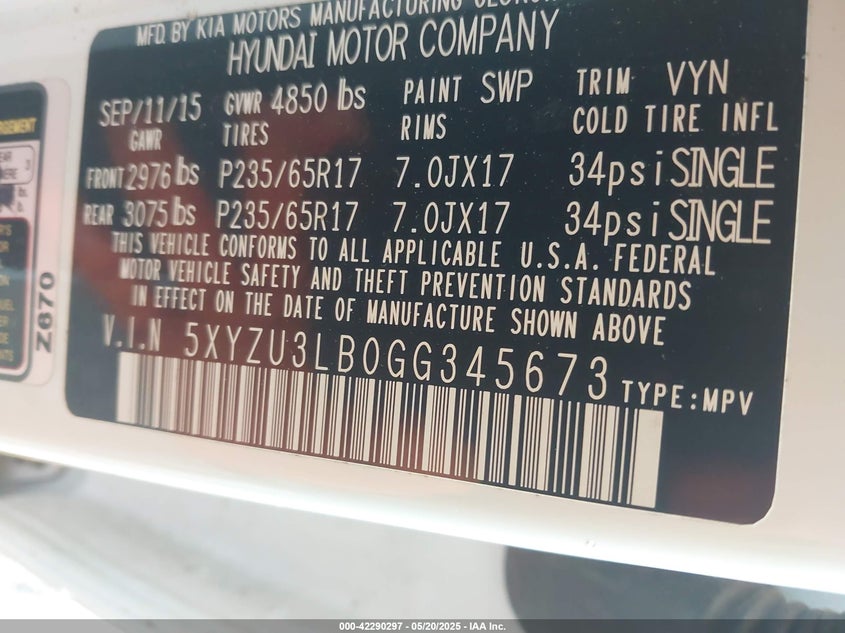 MFD. BY KIA MOTORS MANUFACTURING
HYUNDAI MOTOR COMPANY
SEP/11/15 GVWR 4850 lbs PAINT SWP TRIM VYN
GAWR TIRES RIMS COLD TIRE INFL
FRONT 2976 lbs P235/65R17 7.0JX17 34psi SINGLE
REAR 3075 lbs P235/65R17 7.0JX17 34psi SINGLE
THIS VEHICLE CONFORMS TO ALL APPLICABLE U.S.A. FEDERAL
MOTOR VEHICLE SAFETY AND THEFT PREVENTION STANDARDS
IN EFFECT ON THE DATE OF MANUFACTURE SHOWN ABOVE
V.I.N 5XYZU3LB0GG345673 TYPE:MPV
Z670
000-42290297 - 05/20/2025 - IAA Inc.